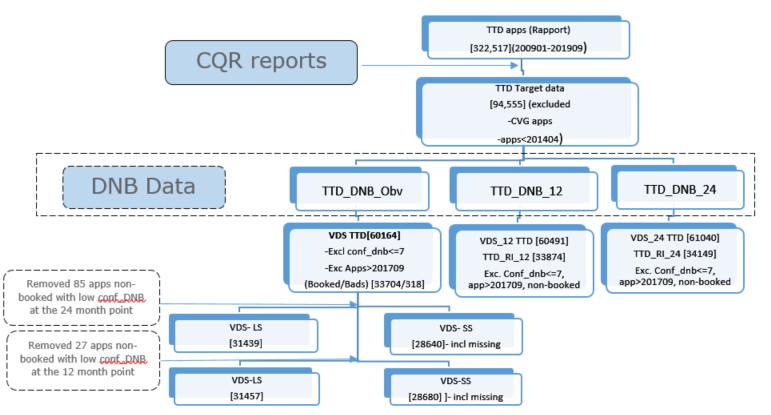 TTD apps (Rapport)
[322,517](200901-201909)
CQR reports
TTD Target data
[94,555] (excluded
-CVG apps
-apps<201404)
DNB Data
TTD_DNB_Obv
TTD_DNB_12
TTD_DNB_24
VDS TTD[60164]
-Excl conf_dnb<=7
-Exc Apps>201709
(Booked/Bads) [33704/318]
VDS_12 TTD [60491]
TTD_RI_12 [33874]
Exc. Conf_dnb<=7,
app>201709, non-booked
VDS_24 TTD [61040]
TTD_RI_24 [34149]
Exc. Conf_dnb<=7,
app>201709, non-booked
Removed 85 apps non-
booked with low conf_DNB
at the 24 month point
VDS- LS
[31439]
VDS- SS
[28640]- incl missing
Removed 27 apps non-
booked with low conf_DNB
at the 12 month point
VDS-LS
[31457]
VDS-SS
[28680] ]- incl missing